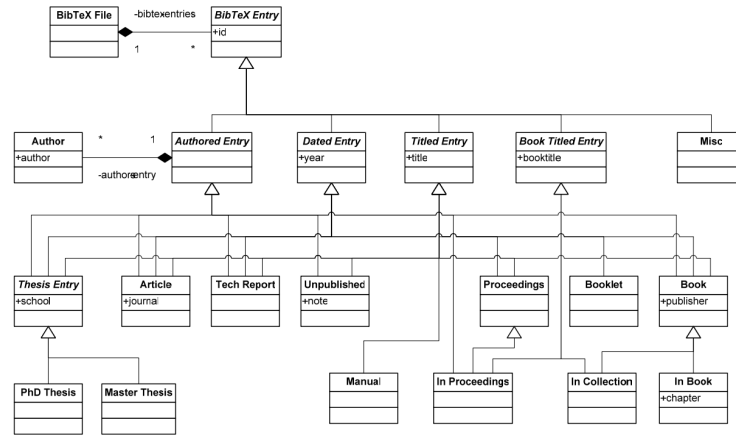 BibTeX File
-bibtexentries
BibTeX Entry
+id
1
*
Author
*
1
Authored Entry
Dated Entry
Titled Entry
Book Titled Entry
Misc
+author
+year
+title
+booktitle
-authorentry
Thesis Entry
Article
Tech Report
Unpublished
Proceedings
Booklet
Book
+school
+journal
+note
+publisher
PhD Thesis
Master Thesis
Manual
In Proceedings
In Collection
In Book
+chapter